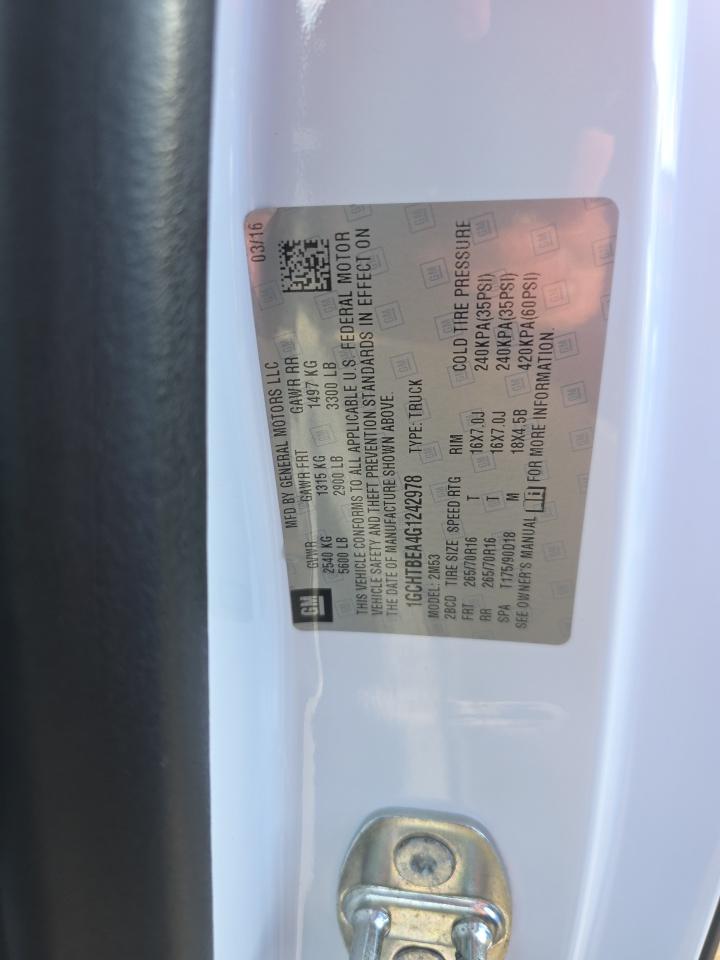 03/16
MFD BY GENERAL MOTORS LLC
GM
GVWR GAWR FRT GAWR RR
2540 KG 1315 KG 1497 KG
5600 LB 2900 LB 3300 LB
THIS VEHICLE CONFORMS TO ALL APPLICABLE U.S. FEDERAL MOTOR
VEHICLE SAFETY AND THEFT PREVENTION STANDARDS IN EFFECT ON
THE DATE OF MANUFACTURE SHOWN ABOVE.
1GCHTBEA4G1242978 TYPE: TRUCK
MODEL: 2M53
2BCD TIRE SIZE SPEED RTG RIM COLD TIRE PRESSURE
FRT 265/70R16 T 16X7.0J 240KPA(35PSI)
RR 265/70R16 T 16X7.0J 240KPA(35PSI)
SPA T175/90D18 M 18X4.5B 420KPA(60PSI)
SEE OWNER'S MANUAL FOR MORE INFORMATION.